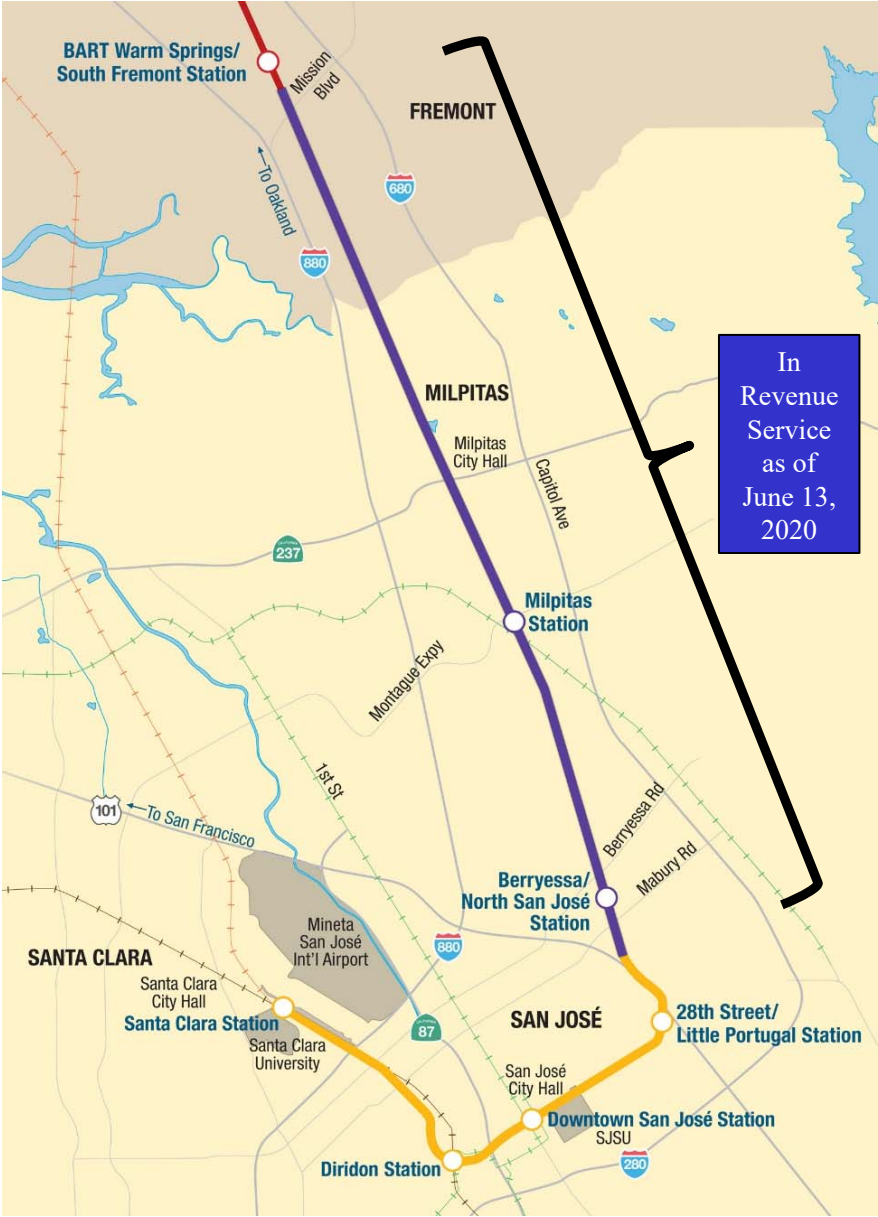 BART Warm Springs/
South Fremont Station
Mission
Blvd
FREMONT
To Oakland
680
880
In
Revenue
Service
as of
June 13,
2020
MILPITAS
Milpitas
City Hall
Capitol Ave
237
Milpitas
Station
Montague Expy
1st St
101
To San Francisco
Berryessa Rd
Mabury Rd
Berryessa/
North San José
Station
Mineta
San José
Int'l Airport
880
SANTA CLARA
Santa Clara
City Hall
Santa Clara Station
Santa Clara
University
87
SAN JOSÉ
28th Street/
Little Portugal Station
San José
City Hall
Downtown San José Station
SJSU
Diridon Station
280